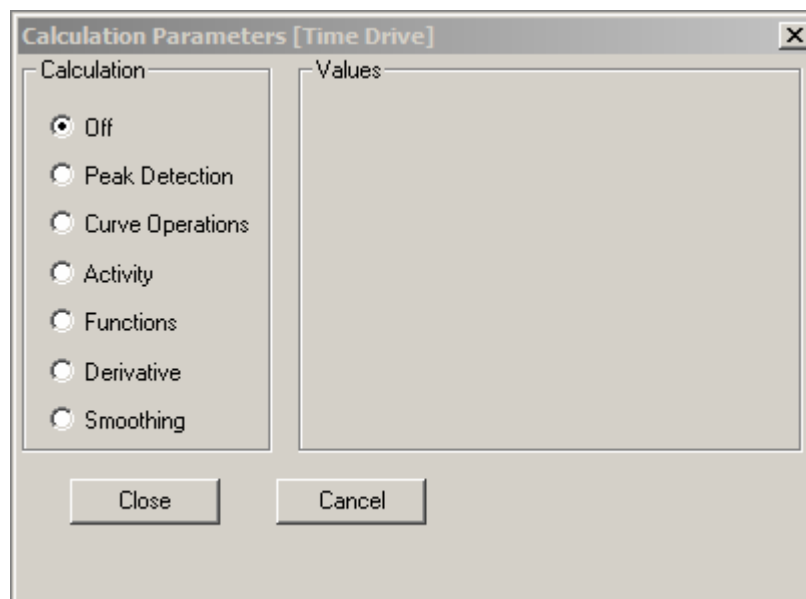 Calculation Parameters [Time Drive]
Calculation
Values
Off
Peak Detection
Curve Operations
Activity
Functions
Derivative
Smoothing
Close
Cancel